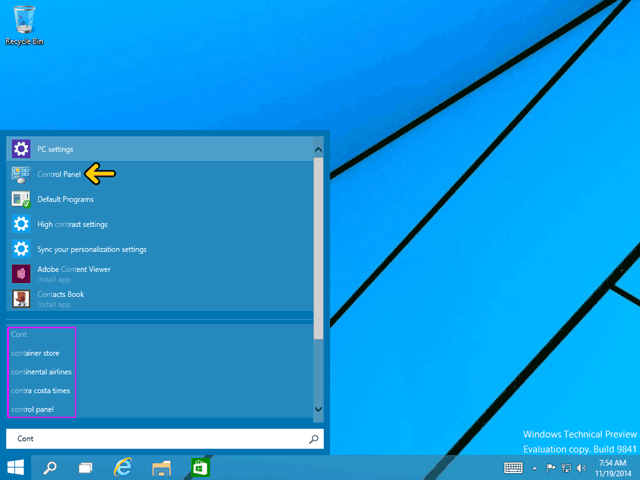 Recycle Bin
PC settings
Control Panel
Default Programs
High contrast settings
Sync your personalization settings
Adobe Content Viewer
Install app
Contacts Book
Install app
Cont
container store
continental airlines
contra costa times
control panel
Cont
Windows Technical Preview
Evaluation copy. Build 9841
7:54 AM
11/19/2014